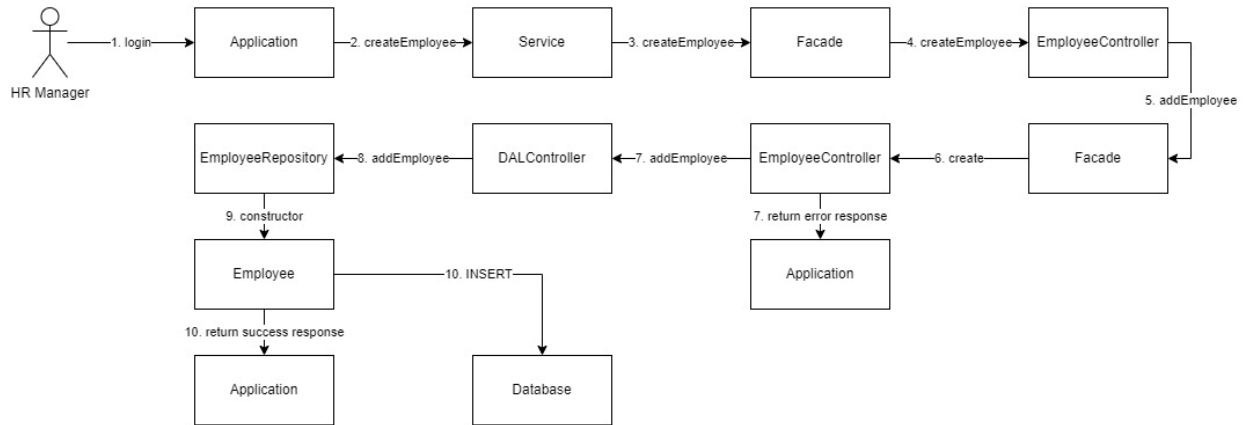 1. login
Application
2. createEmployee
Service
3. createEmployee
Facade
4. createEmployee
EmployeeController
HR Manager
5. addEmployee
EmployeeRepository
8. addEmployee
DALController
7. addEmployee
EmployeeController
6. create
Facade
9. constructor
7. return error response
Employee
10. INSERT
Application
10. return success response
Application
Database